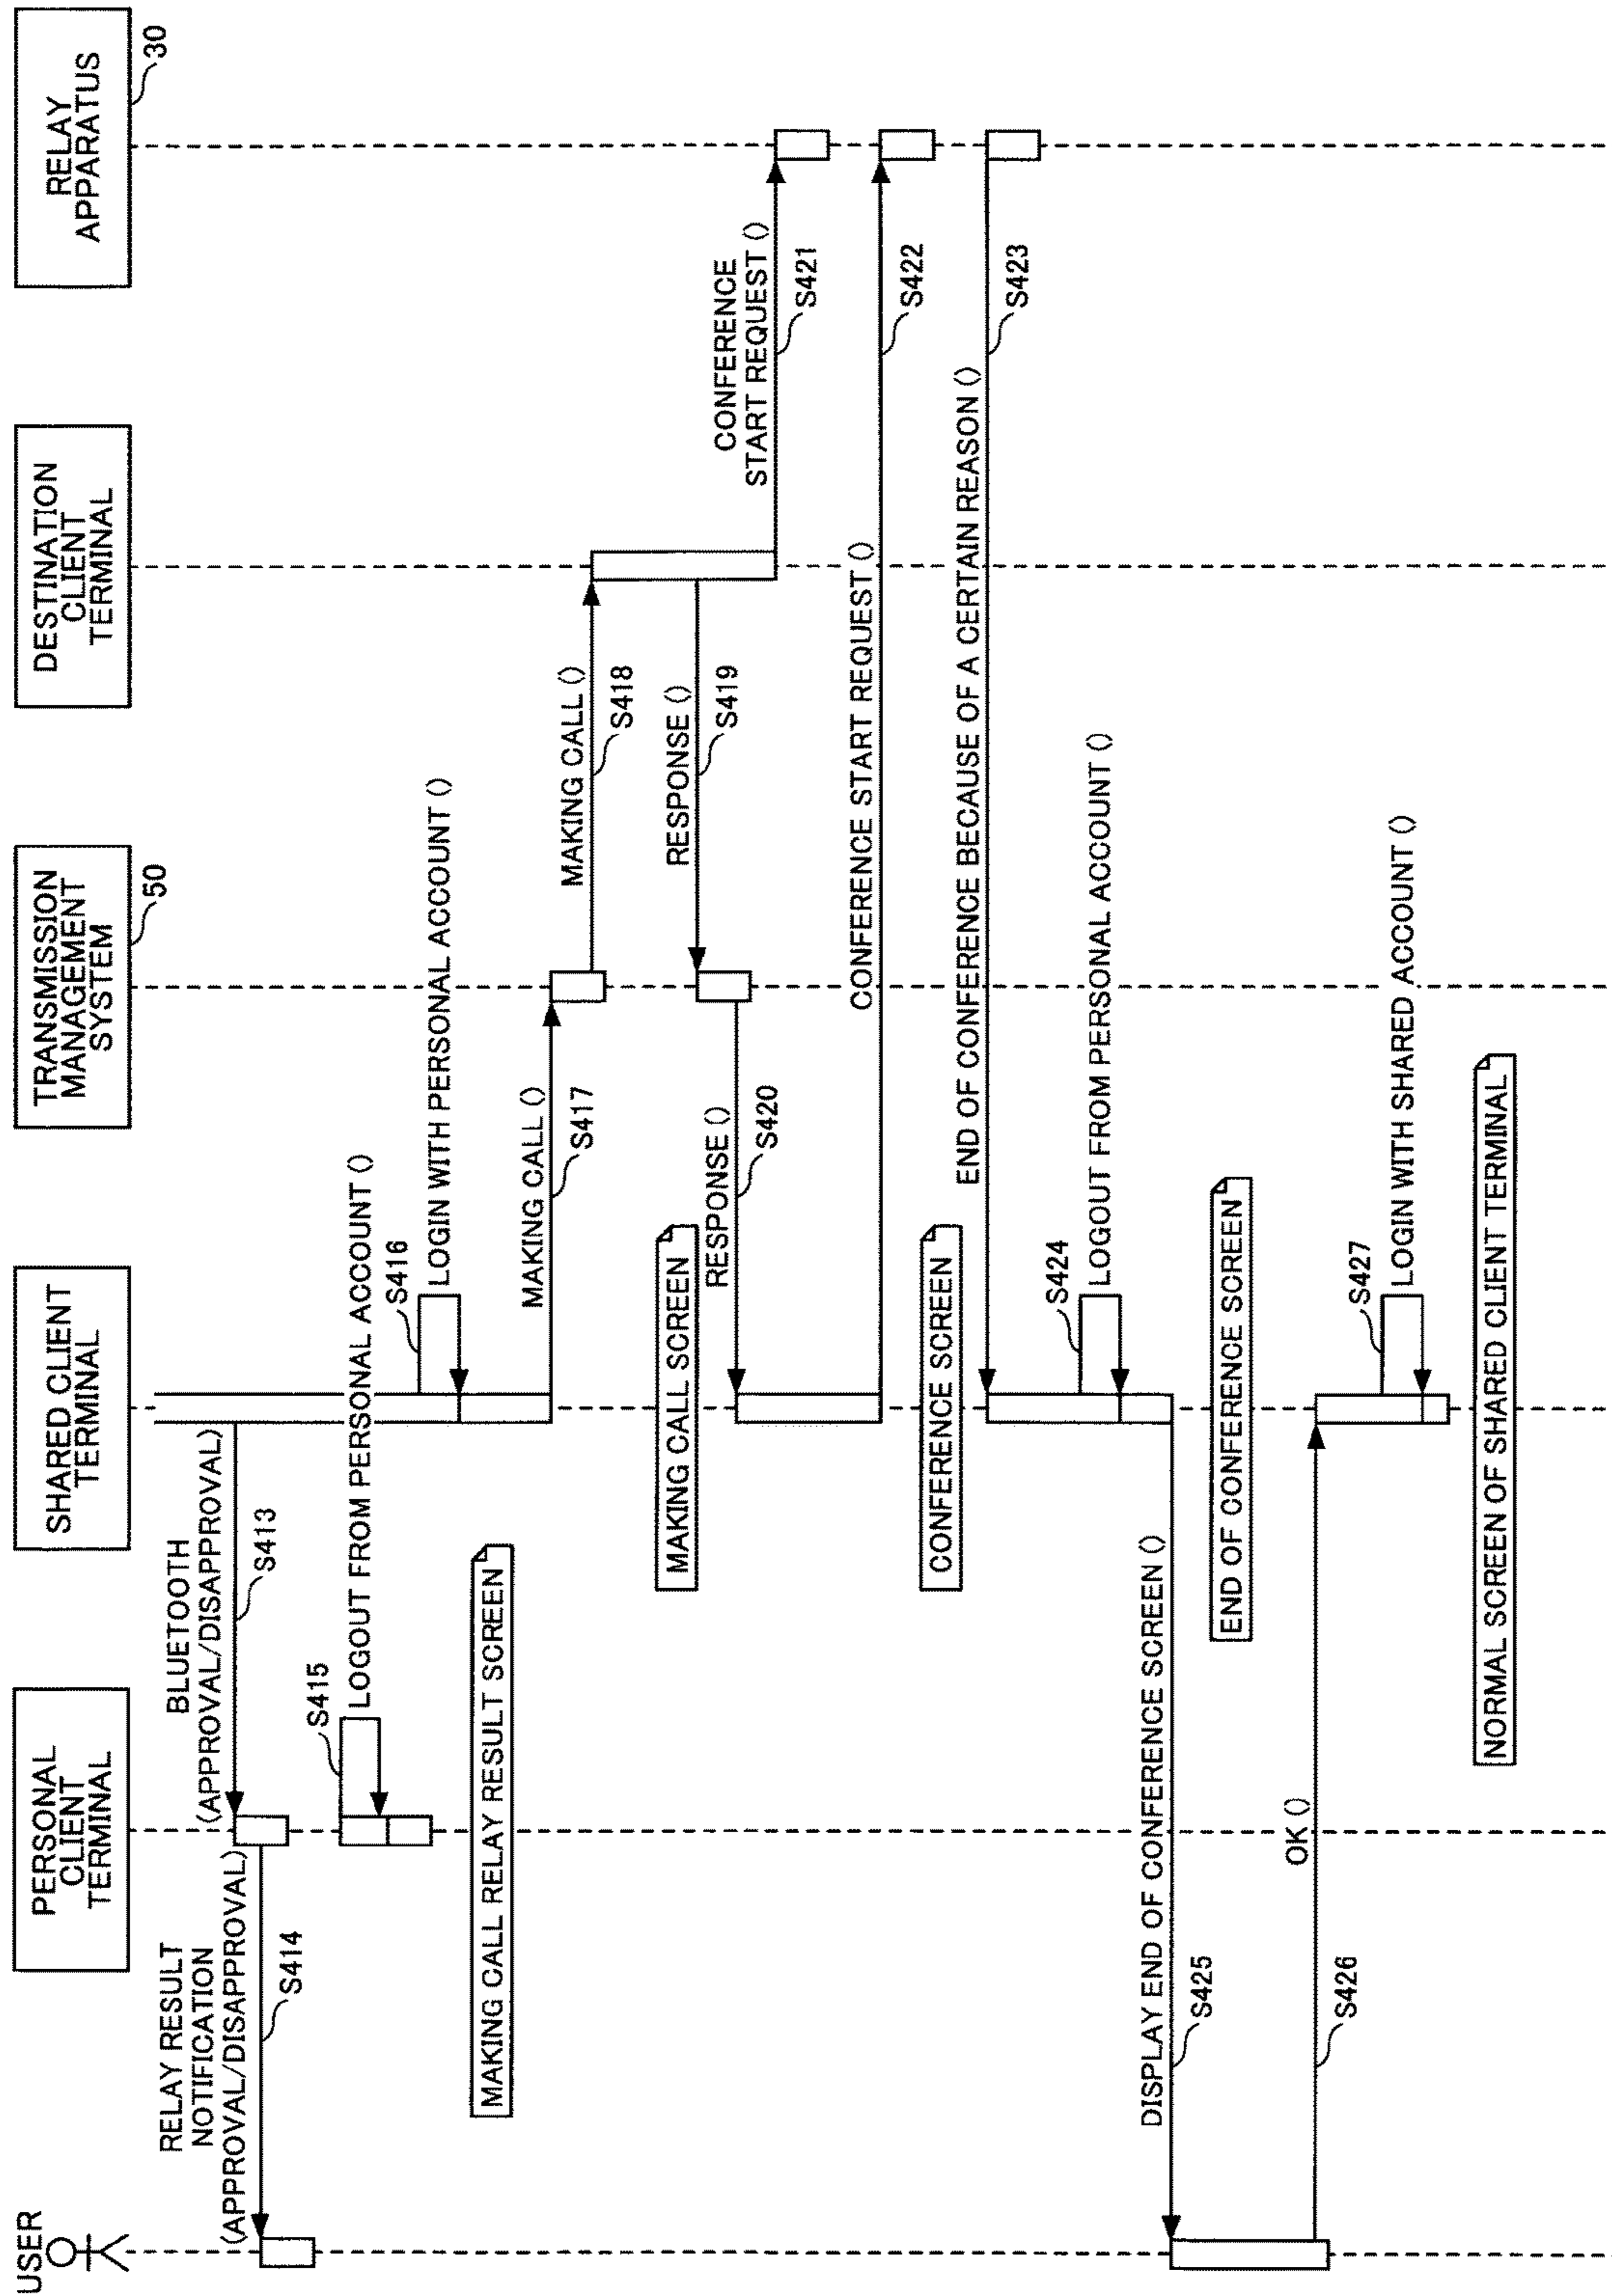 USER
PERSONAL
CLIENT
TERMINAL
SHARED CLIENT
TERMINAL
TRANSMISSION
MANAGEMENT
SYSTEM
50
DESTINATION
CLIENT
TERMINAL
RELAY
APPARATUS
30
BLUETOOTH
(APPROVAL/DISAPPROVAL)
S413
RELAY RESULT
NOTIFICATION
(APPROVAL/DISAPPROVAL)
S414
S415
LOGOUT FROM PERSONAL ACCOUNT ()
S416
LOGIN WITH PERSONAL ACCOUNT ()
MAKING CALL RELAY RESULT SCREEN
MAKING CALL ()
S417
MAKING CALL ()
S418
MAKING CALL SCREEN
RESPONSE ()
S419
RESPONSE ()
S420
CONFERENCE
START REQUEST ()
S421
CONFERENCE START REQUEST ()
S422
CONFERENCE SCREEN
END OF CONFERENCE BECAUSE OF A CERTAIN REASON ()
S423
S424
LOGOUT FROM PERSONAL ACCOUNT ()
DISPLAY END OF CONFERENCE SCREEN ()
S425
END OF CONFERENCE SCREEN
OK ()
S426
S427
LOGIN WITH SHARED ACCOUNT ()
NORMAL SCREEN OF SHARED CLIENT TERMINAL